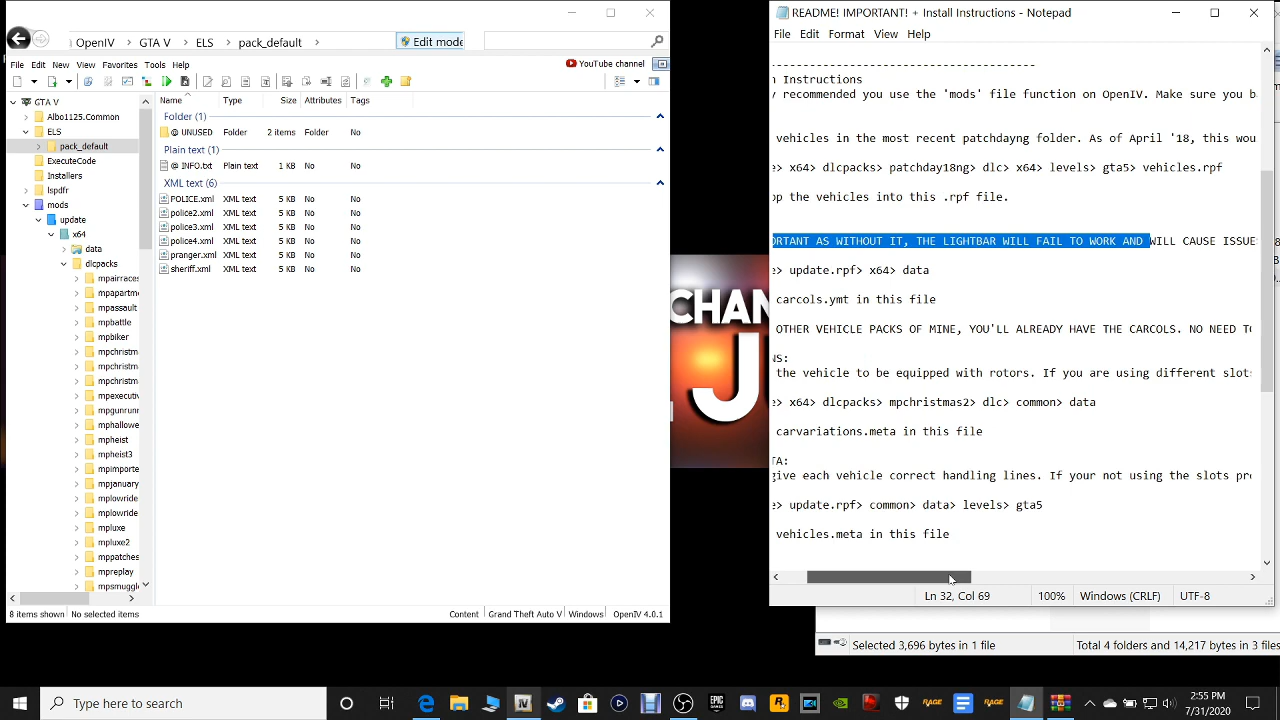 OpenIV GTA V ELS pack_default Edit mode
File Edit View Favorites Tools Help YouTube channel
GTA V
Albo1125.Common
ELS
pack_default
ExecuteCode
Installers
lspdfr
mods
update
x64
data
dlcpacks
mpairraces
mpapartme
mpassault
mpbattle
mpbiker
mpchristm
mpchristm
mpchristm
mpexecutiv
mpgunrunn
mphallowe
mpheist
mpheist3
mpimporte
mpjanuary
mplowride
mplowride
mpluxe
mpluxe2
mppatches
mpreplay
mpsmuggle
Name Type Size Attributes Tags
Folder (1)
@ UNUSED Folder 2 items Folder No
Plain text (1)
@ INFO.txt Plain text 1 KB No No
XML text (6)
POLICE.xml XML text 5 KB No No
police2.xml XML text 5 KB No No
police3.xml XML text 5 KB No No
police4.xml XML text 5 KB No No
pranger.xml XML text 5 KB No No
sheriff.xml XML text 5 KB No No
8 items shown No selected items Content Grand Theft Auto V Windows OpenIV 4.0.1
CHAN
J
README! IMPORTANT! + Install Instructions - Notepad
File Edit Format View Help
----------------------------------------
n Instructions
y recommended you use the 'mods' file function on OpenIV. Make sure you b
vehicles in the most recent patchdayng folder. As of April '18, this wou
e> x64> dlcpacks> patchday18ng> dlc> x64> levels> gta5> vehicles.rpf
op the vehicles into this .rpf file.
ORTANT AS WITHOUT IT, THE LIGHTBAR WILL FAIL TO WORK AND WILL CAUSE ISSUES
e> update.rpf> x64> data
carcols.ymt in this file
OTHER VEHICLE PACKS OF MINE, YOU'LL ALREADY HAVE THE CARCOLS. NO NEED TO
NS:
the vehicle to be equipped with rotors. If you are using different slots
e> x64> dlcpacks> mpchristmas2> dlc> common> data
carvariations.meta in this file
TA:
give each vehicle correct handling lines. If your not using the slots pro
e> update.rpf> common> data> levels> gta5
vehicles.meta in this file
Ln 32, Col 69 100% Windows (CRLF) UTF-8
Selected 3,696 bytes in 1 file Total 4 folders and 14,217 bytes in 3 files
Type here to search
IV EPIC GAMES R RAGE RAGE
2:55 PM
7/31/2020